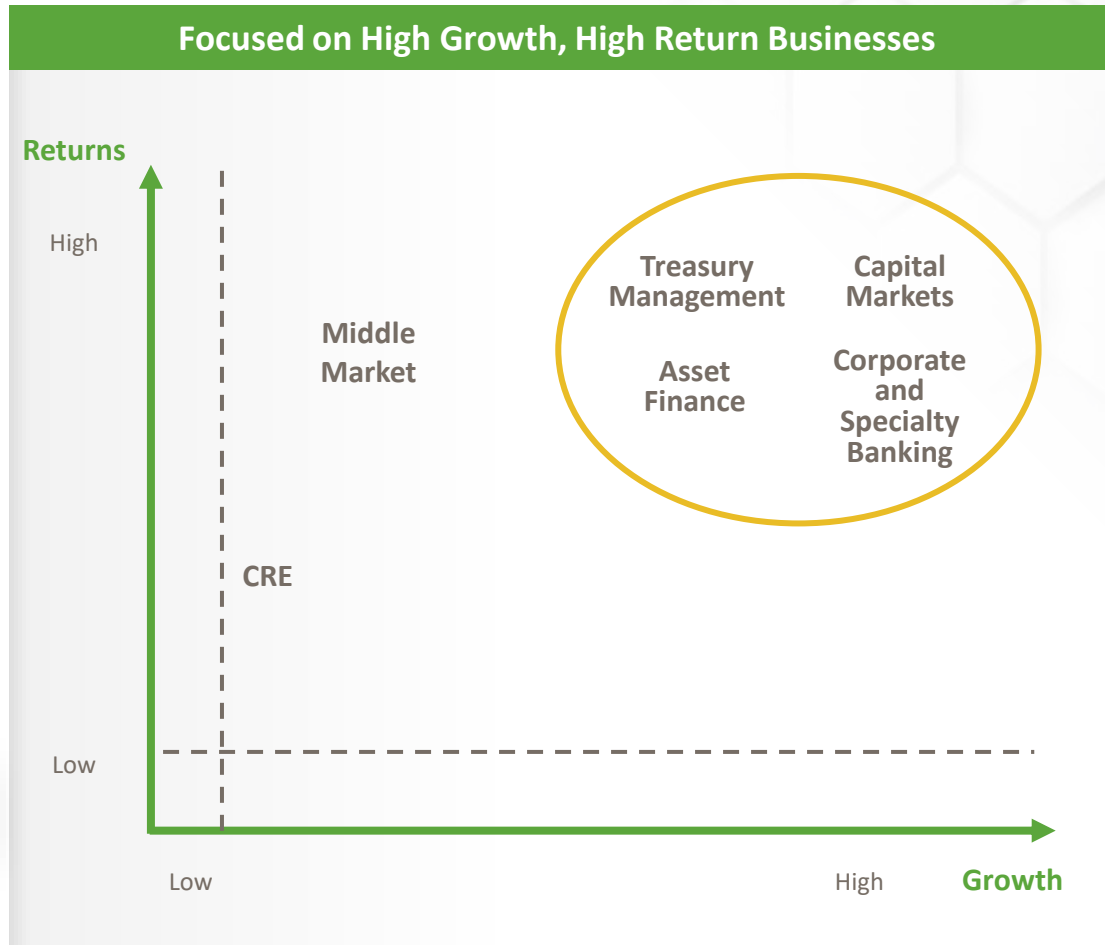 Focused on High Growth, High Return Businesses
Returns
High
Treasury
Management
Capital
Markets
Middle
Market
Asset
Finance
Corporate
and
Specialty
Banking
CRE
Low
Low
High
Growth